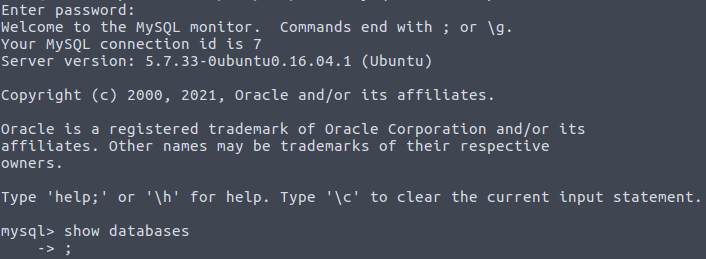 Enter password:
Welcome to the MySQL monitor.  Commands end with ; or \g.
Your MySQL connection id is 7
Server version: 5.7.33-0ubuntu0.16.04.1 (Ubuntu)

Copyright (c) 2000, 2021, Oracle and/or its affiliates.

Oracle is a registered trademark of Oracle Corporation and/or its
affiliates. Other names may be trademarks of their respective
owners.

Type 'help;' or '\h' for help. Type '\c' to clear the current input statement.

mysql> show databases
    -> ;